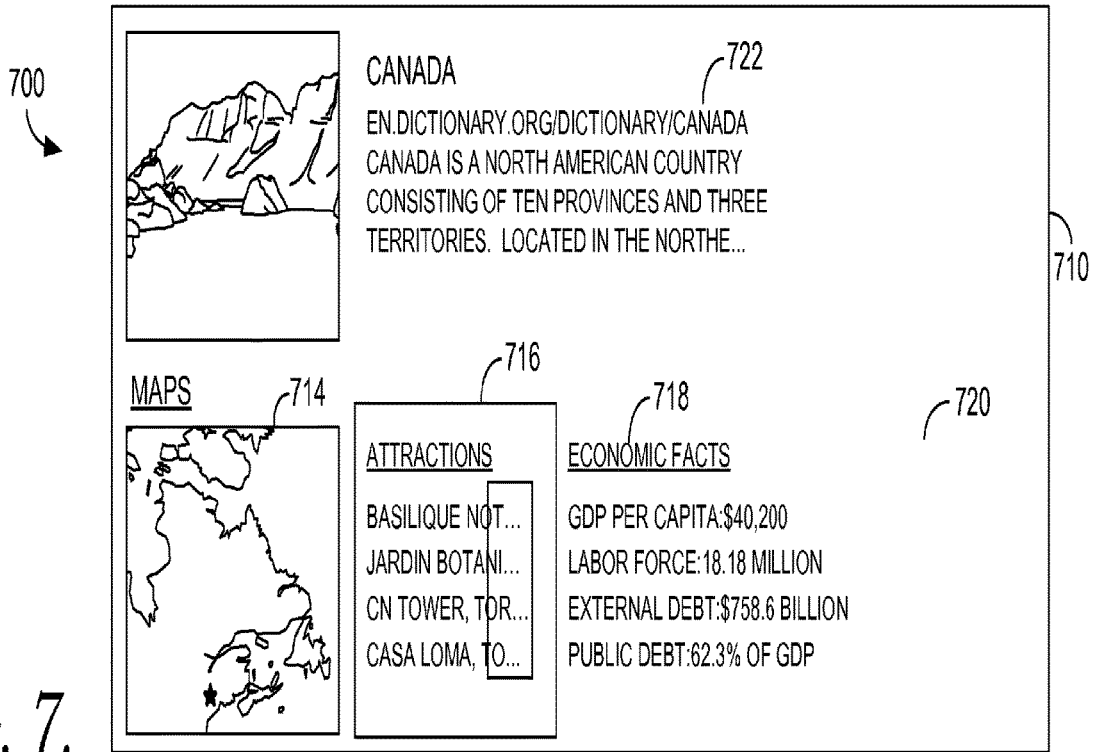 700
CANADA
722
EN.DICTIONARY.ORG/DICTIONARY/CANADA
CANADA IS A NORTH AMERICAN COUNTRY
CONSISTING OF TEN PROVINCES AND THREE
TERRITORIES. LOCATED IN THE NORTHE...
710
MAPS
714
716
718
720
ATTRACTIONS
BASILIQUE NOT...
JARDIN BOTANI...
CN TOWER, TOR...
CASA LOMA, TO...
ECONOMIC FACTS
GDP PER CAPITA:$40,200
LABOR FORCE:18.18 MILLION
EXTERNAL DEBT:$758.6 BILLION
PUBLIC DEBT:62.3% OF GDP
. 7.